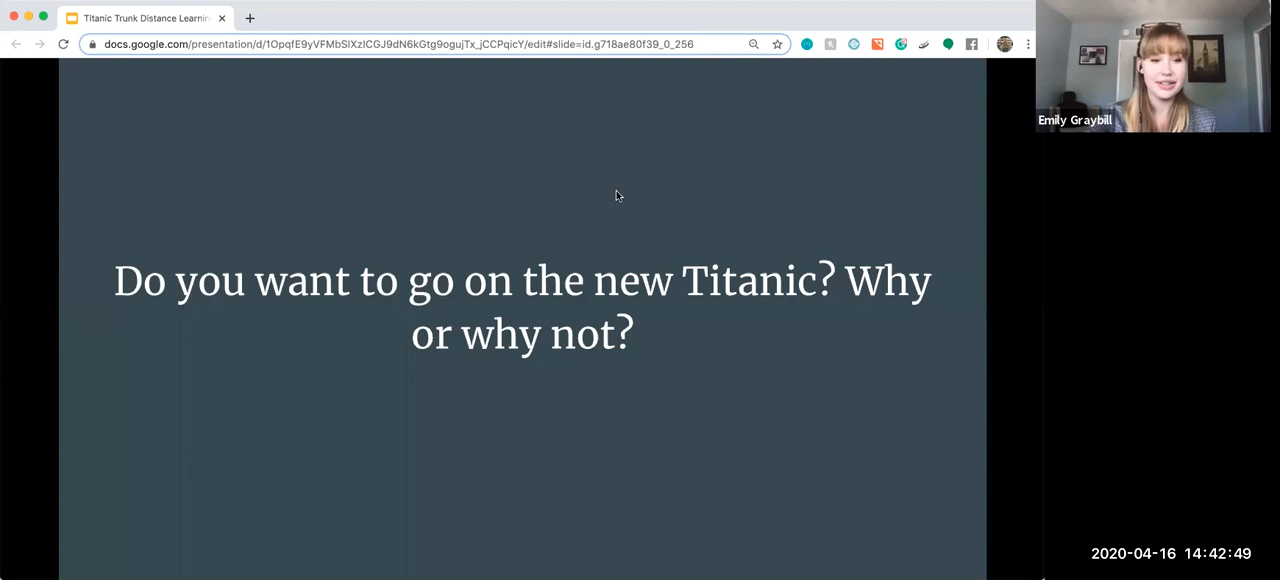 Titanic Trunk Distance Learnin
docs.google.com/presentation/d/1OpqfE9yVFMbSlXzlCGJ9dN6kGtg9ogujTx_jCCPqicY/edit#slide=id.g718ae80f39_0_256
Emily Graybill
Do you want to go on the new Titanic? Why
or why not?
2020-04-16 14:42:49